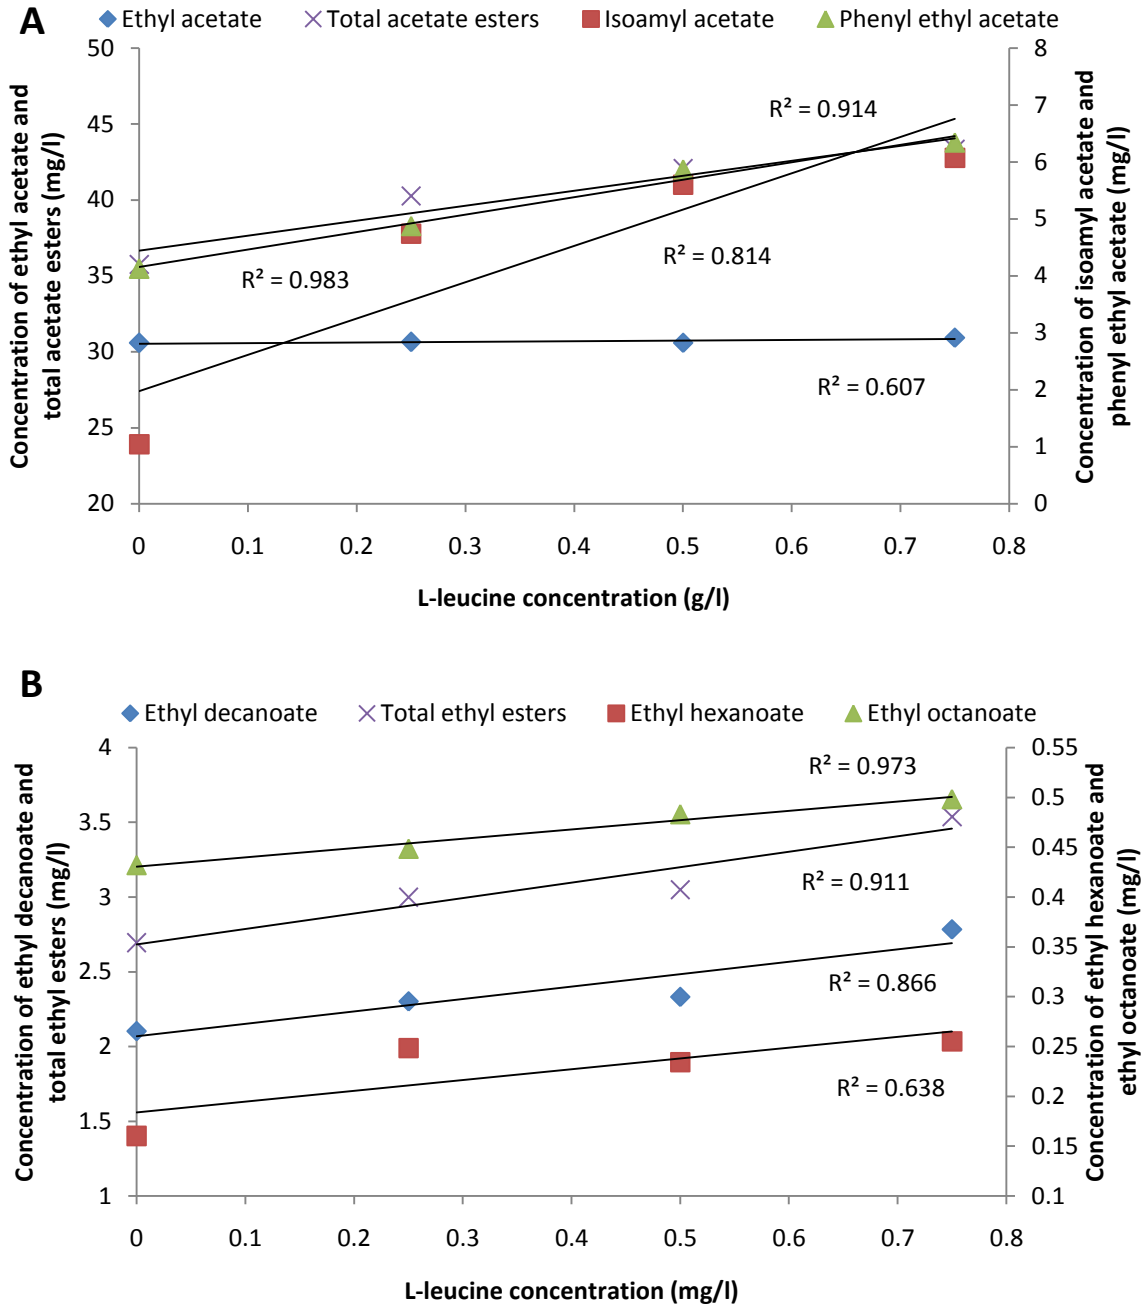 A
Ethyl acetate Total acetate esters Isoamyl acetate Phenyl ethyl acetate
Concentration of ethyl acetate and
total acetate esters (mg/l)
50
45
40
35
30
25
20
8
7
6
5
4
3
2
1
0
Concentration of isoamyl acetate and
phenyl ethyl acetate (mg/l)
R² = 0.914
R² = 0.814
R² = 0.983
R² = 0.607
0 0.1 0.2 0.3 0.4 0.5 0.6 0.7 0.8
L-leucine concentration (g/l)
B
Ethyl decanoate Total ethyl esters Ethyl hexanoate Ethyl octanoate
Concentration of ethyl decanoate and
total ethyl esters (mg/l)
4
3.5
3
2.5
2
1.5
1
0.55
0.5
0.45
0.4
0.35
0.3
0.25
0.2
0.15
0.1
Concentration of ethyl hexanoate and
ethyl octanoate (mg/l)
R² = 0.973
R² = 0.911
R² = 0.866
R² = 0.638
0 0.1 0.2 0.3 0.4 0.5 0.6 0.7 0.8
L-leucine concentration (mg/l)